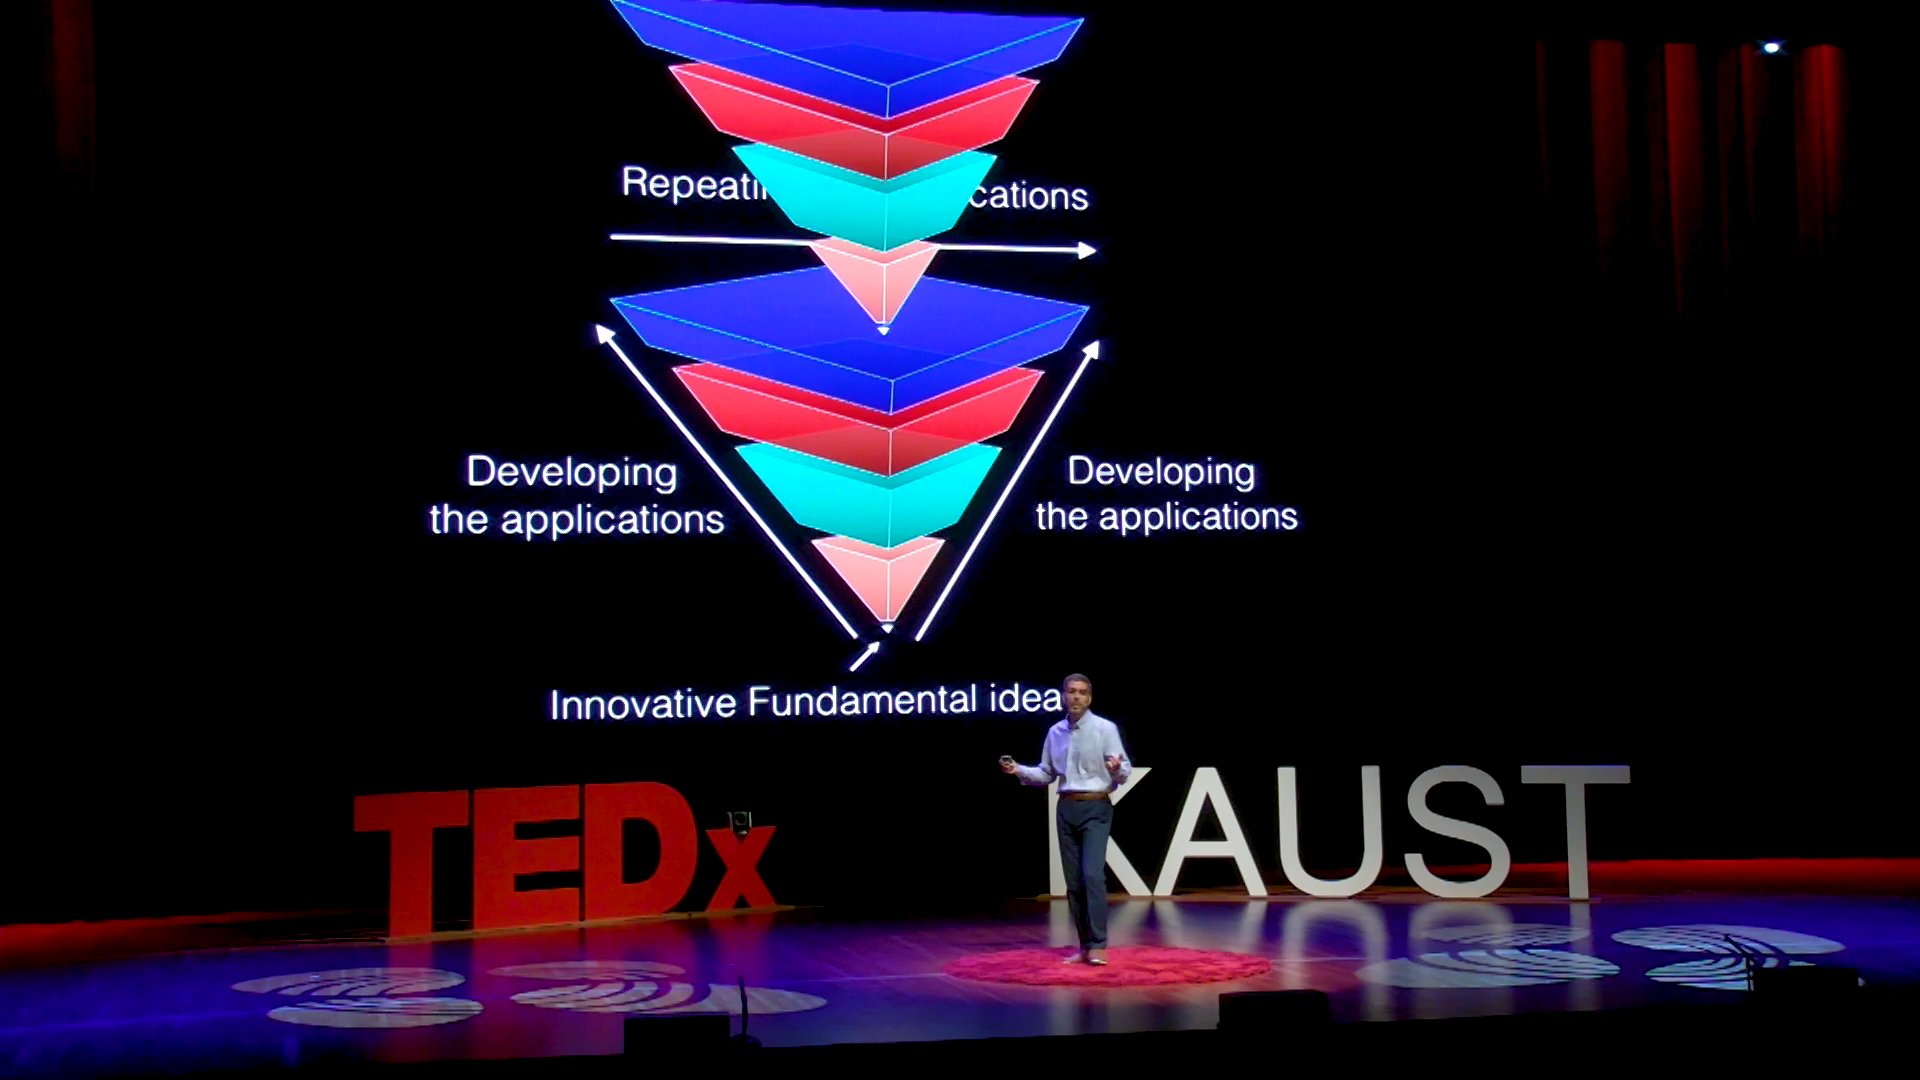 Repeati cations
Developing
the applications
Developing
the applications
Innovative Fundamental idea
TEDx
KAUST